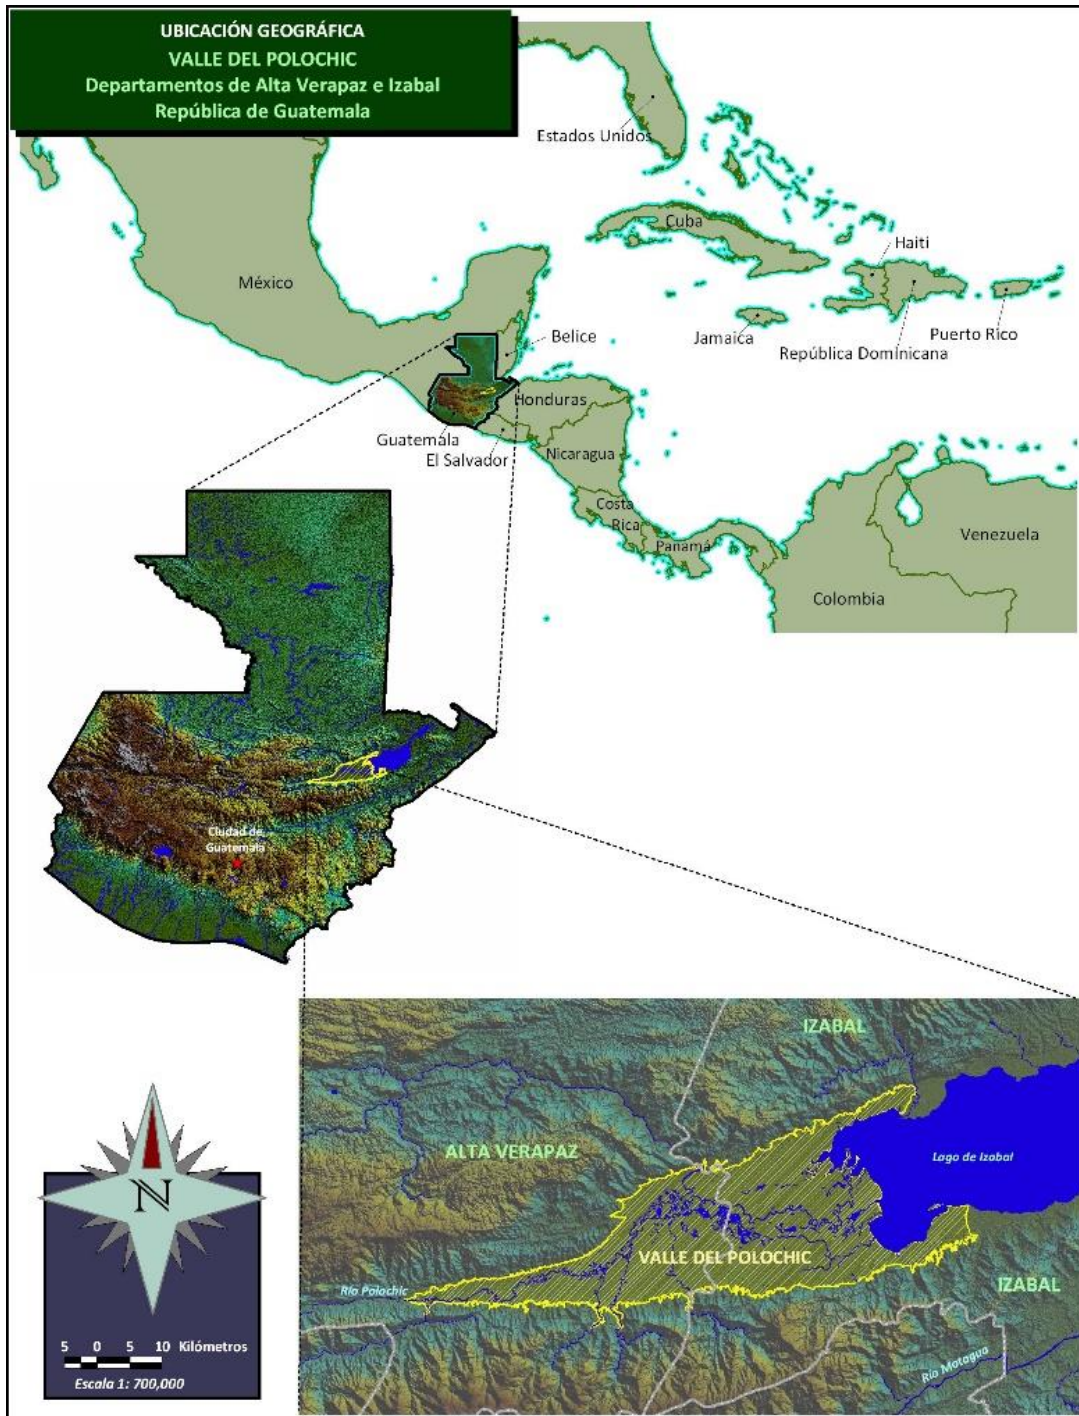 UBICACIÓN GEOGRÁFICA
VALLE DEL POLOCHIC
Departamentos de Alta Verapaz e Izabal
República de Guatemala
Estados Unidos
Cuba
Haiti
México
Jamaica
República Dominicana
Puerto Rico
Belice
Honduras
Guatemala
El Salvador
Nicaragua
Costa
Rica
Panamá
Venezuela
Colombia
Ciudad de
Guatemala
IZABAL
ALTA VERAPAZ
Lago de Izabal
VALLE DEL POLOCHIC
Río Polochic
IZABAL
Río Motagua
N
5 0 5 10 Kilómetros
Escala 1: 700,000